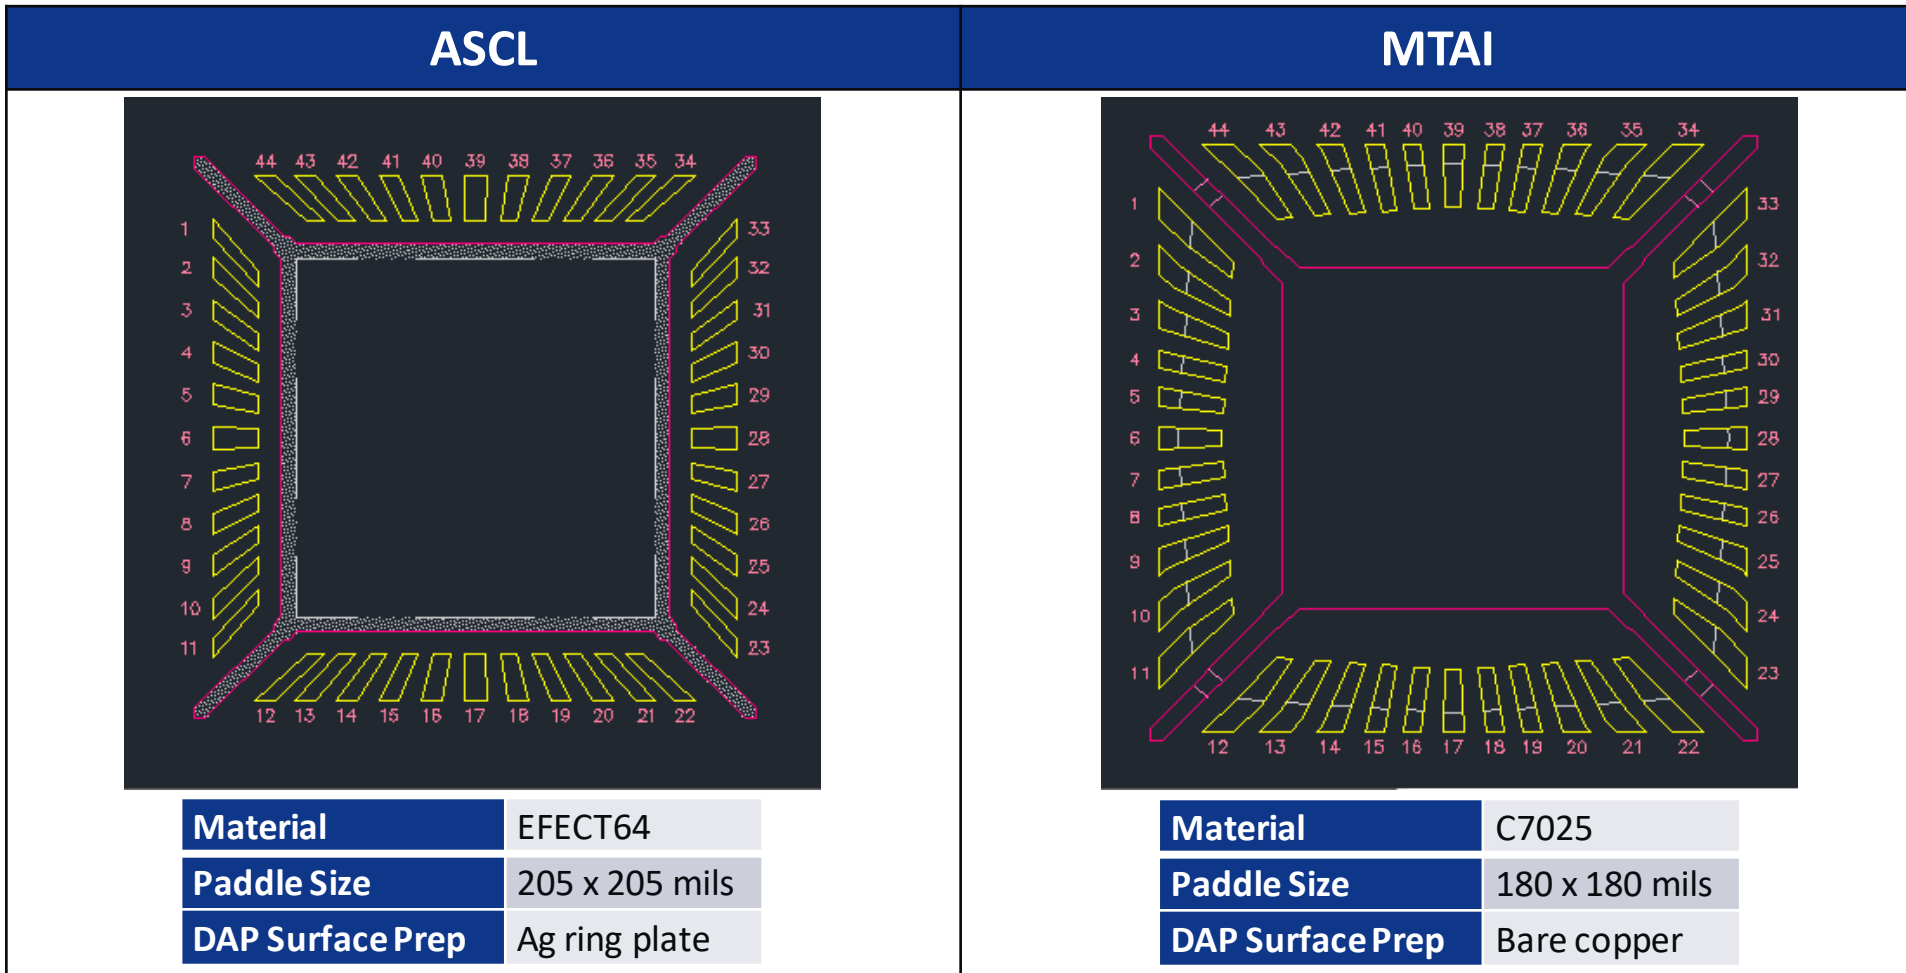 ASCL
MTAI
44 43 42 41 40 39 38 37 36 35 34
1 33
2 32
3 31
4 30
5 29
6 28
7 27
8 26
9 25
10 24
11 23
12 13 14 15 16 17 18 19 20 21 22
Material EFECT64
Paddle Size 205 x 205 mils
DAP Surface Prep Ag ring plate
44 43 42 41 40 39 38 37 36 35 34
1 33
2 32
3 31
4 30
5 29
6 28
7 27
8 26
9 25
10 24
11 23
12 13 14 15 16 17 18 19 20 21 22
Material C7025
Paddle Size 180 x 180 mils
DAP Surface Prep Bare copper